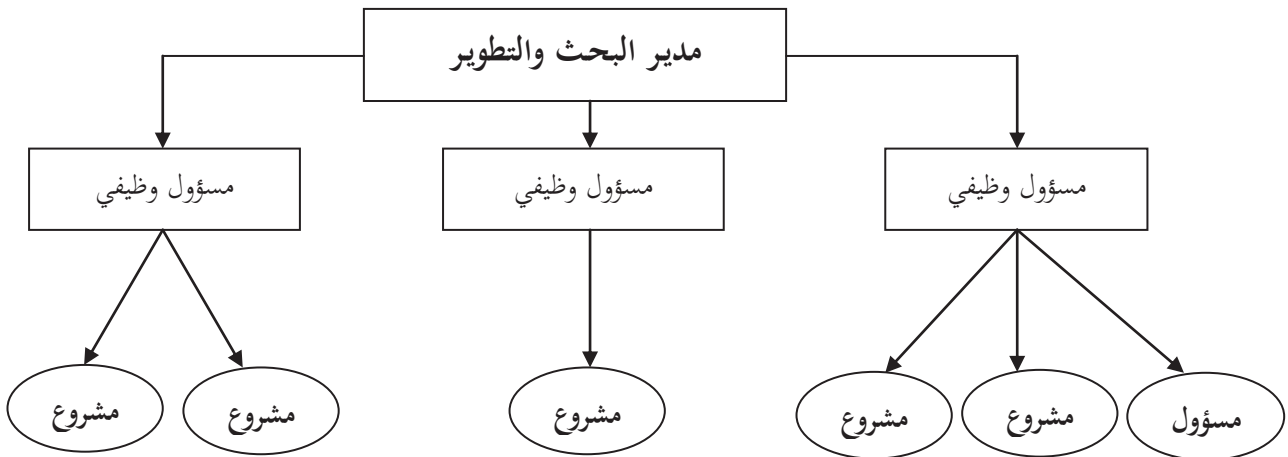 مدير البحث والتطوير
مسؤول وظيفي
مسؤول وظيفي
مسؤول وظيفي
مسؤول
مشروع
مشروع
مشروع
مشروع
مشروع